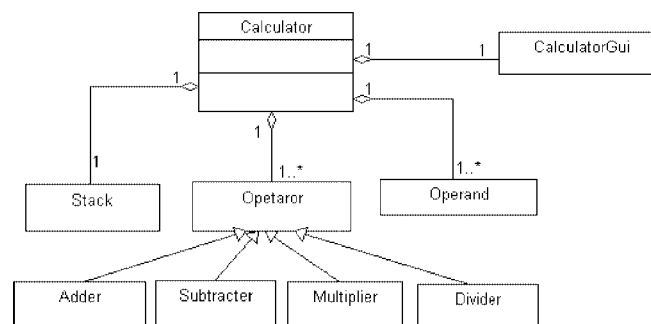 Calculator
1
1
CalculatorGui
1
1
1
1
1..*
1..*
Stack
Opetaror
Operand
Adder
Subtracter
Multiplier
Divider